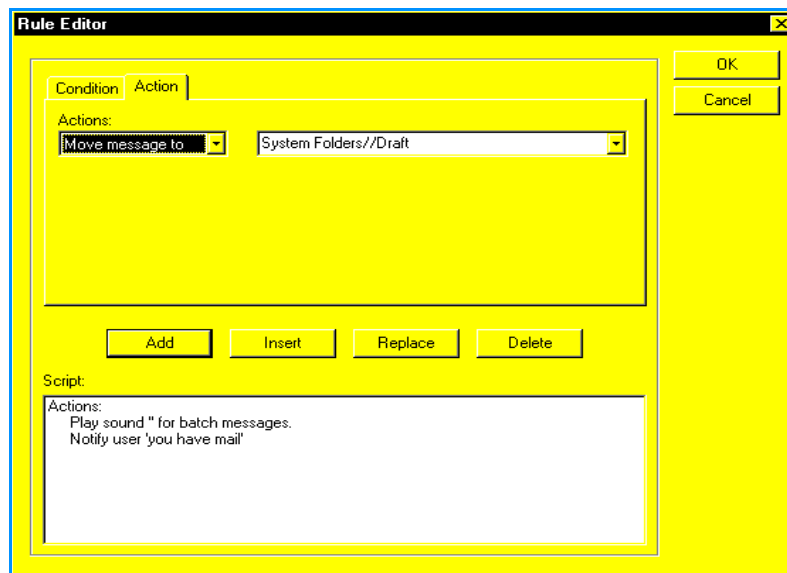 Rule Editor
OK
Cancel
Condition Action
Actions:
Move message to System Folders//Draft
Add Insert Replace Delete
Script:
Actions:
Play sound '' for batch messages.
Notify user 'you have mail'